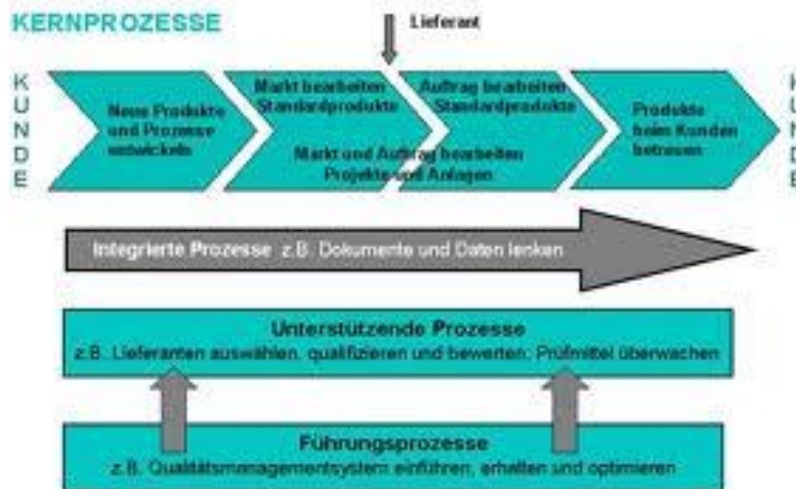 KERNPROZESSE
Lieferant
KUNDE
Neue Produkte
und Prozesse
entwickeln
Markt bearbeiten
Standardprodukte
Auftrag bearbeiten
Standardprodukte
Markt und Auftrag bearbeiten
Projekte und Anlagen
Produkte
beim Kunden
betreuen
KUNDE
Integrierte Prozesse z.B. Dokumente und Daten lenken
Unterstützende Prozesse
z.B. Lieferanten auswählen, qualifizieren und bewerten; Prüfmittel überwachen
Führungsprozesse
z.B. Qualitätsmanagementsystem einführen, erhalten und optimieren